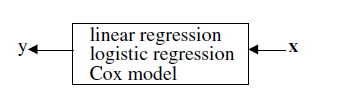 linear regression
y logistic regression x
Cox model